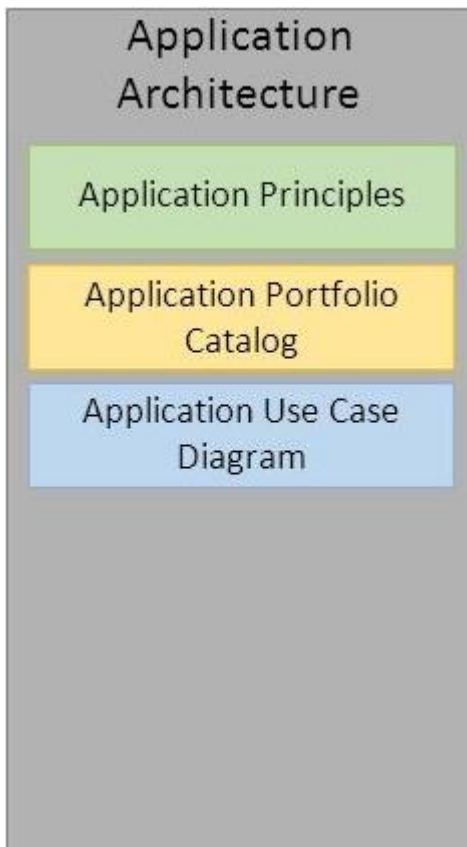 Application
Architecture
Application Principles
Application Portfolio
Catalog
Application Use Case
Diagram